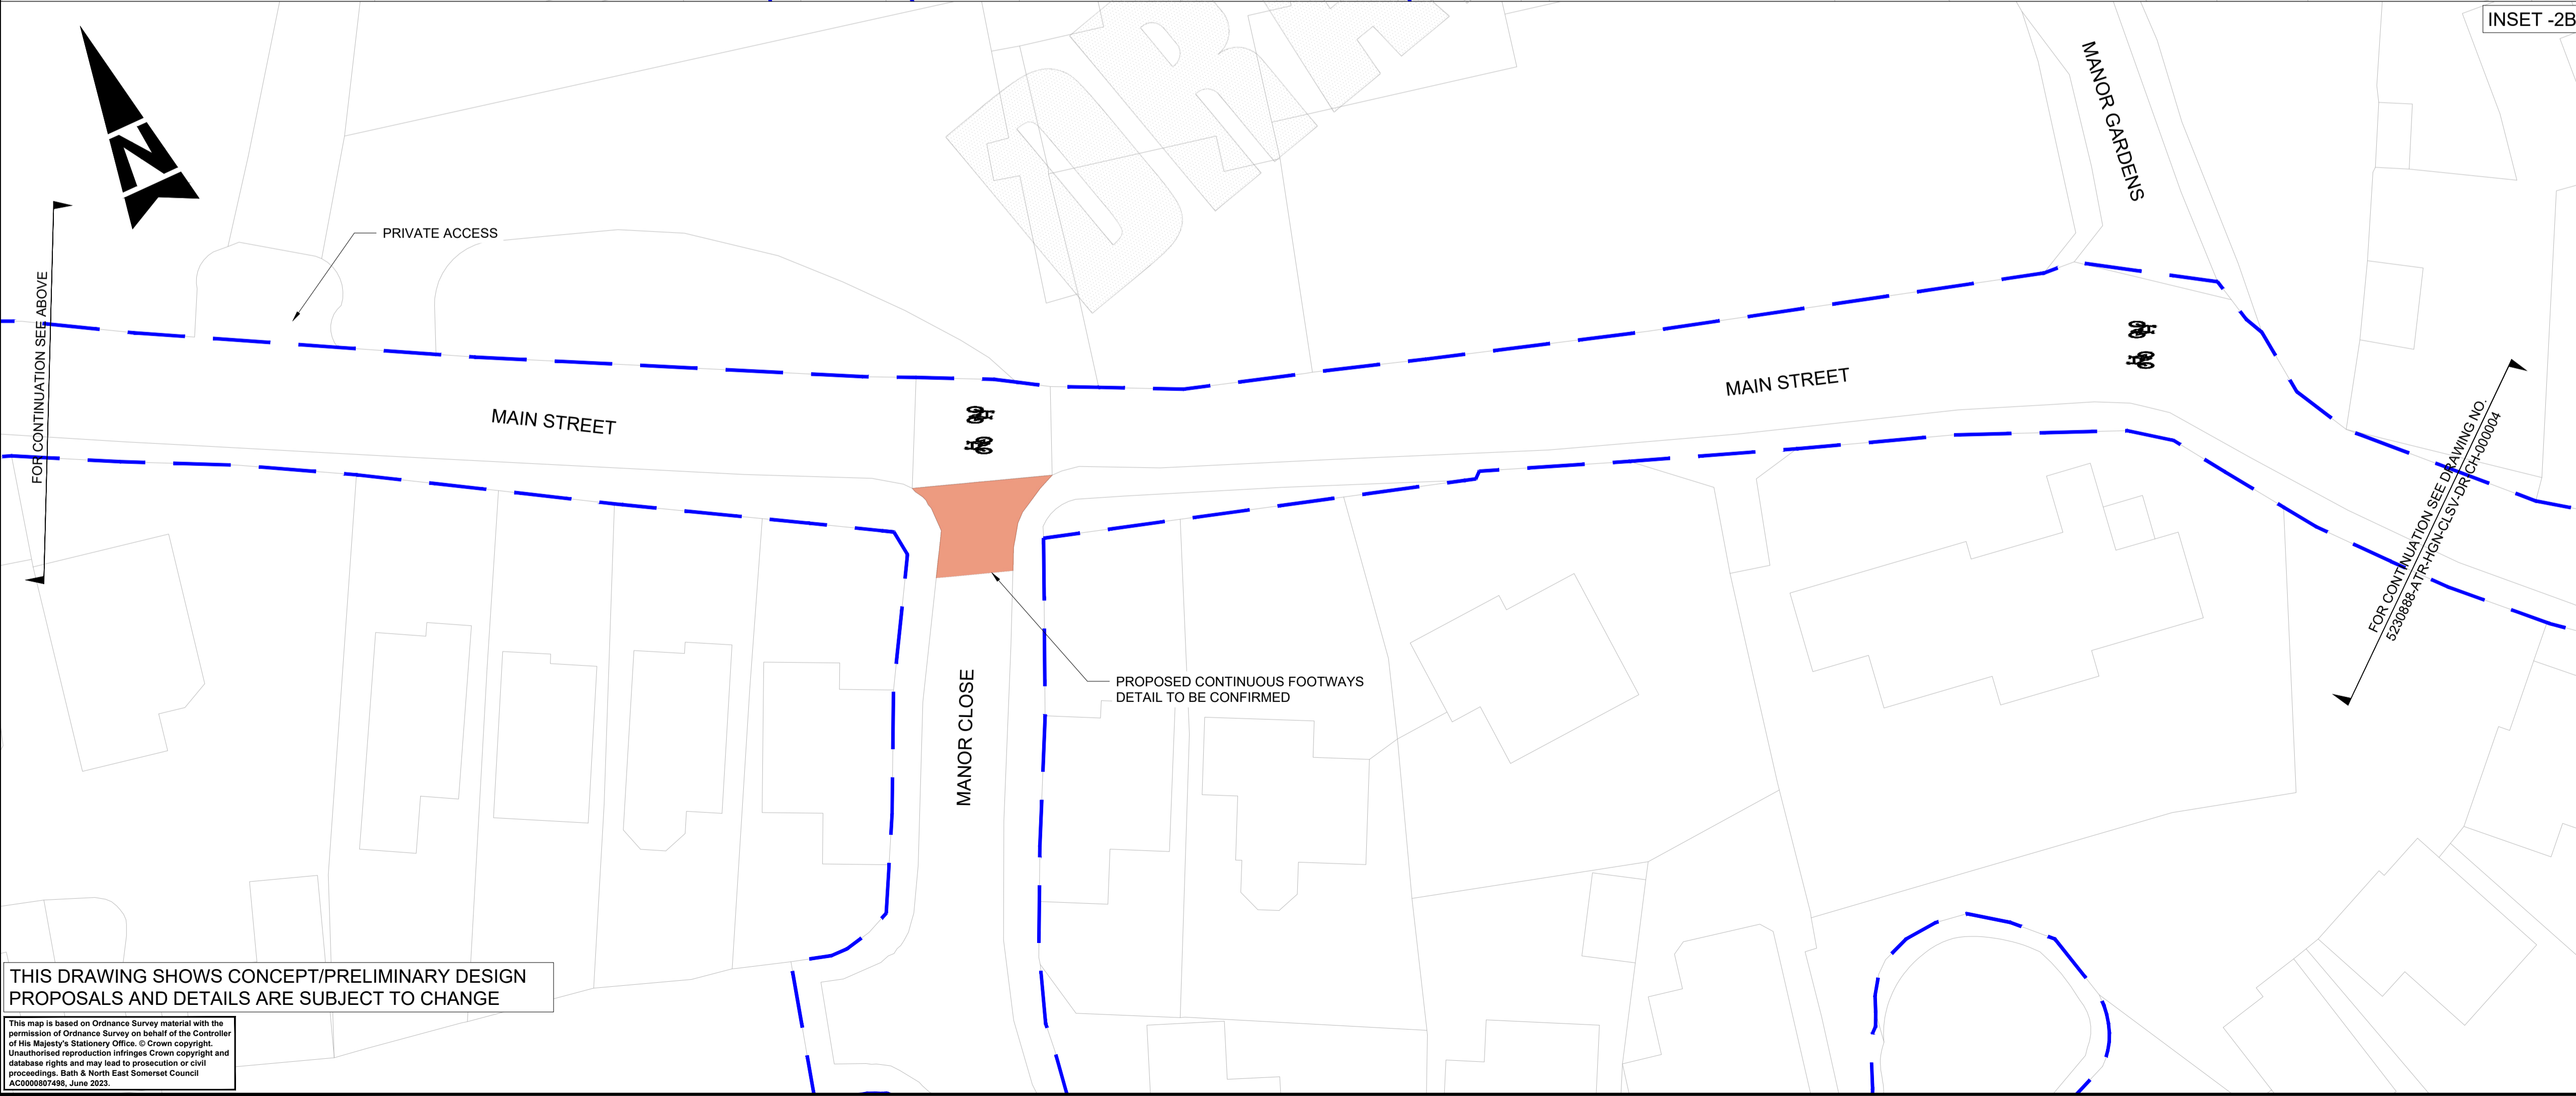 INSET -2B
MANOR GARDENS
N
PRIVATE ACCESS
FOR CONTINUATION SEE ABOVE
MAIN STREET
MAIN STREET
FOR CONTINUATION SEE DRAWING NO.
5230888-ATR-HGN-CLSV-DR-CH-000004
PROPOSED CONTINUOUS FOOTWAYS
DETAIL TO BE CONFIRMED
MANOR CLOSE
THIS DRAWING SHOWS CONCEPT/PRELIMINARY DESIGN
PROPOSALS AND DETAILS ARE SUBJECT TO CHANGE
This map is based on Ordnance Survey material with the
permission of Ordnance Survey on behalf of the Controller
of His Majesty's Stationery Office. © Crown copyright.
Unauthorised reproduction infringes Crown copyright and
database rights and may lead to prosecution or civil
proceedings. Bath & North East Somerset Council
AC0000807498, June 2023.